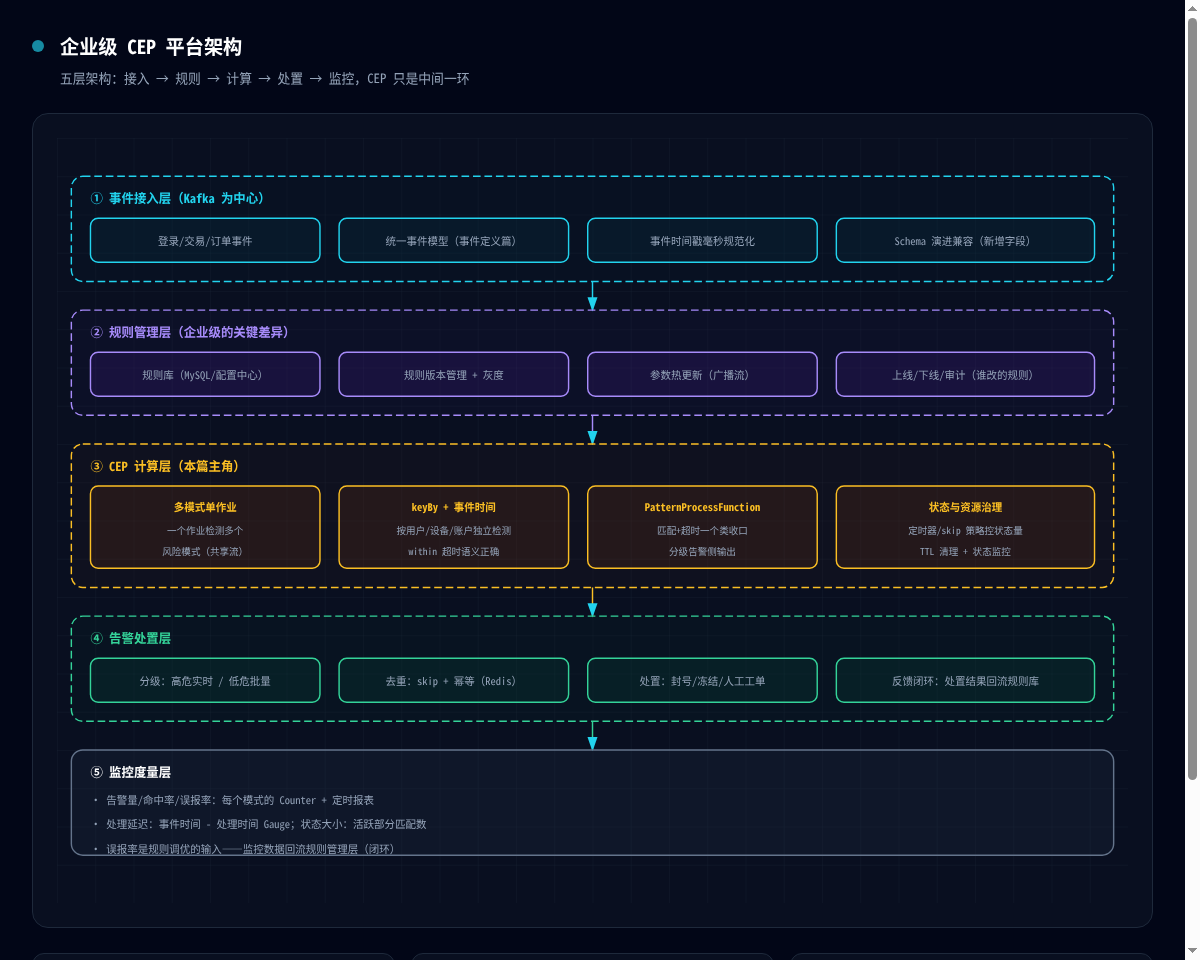 企业级 CEP 平台架构
五层架构：接入 → 规则 → 计算 → 处置 → 监控，CEP 只是中间一环
① 事件接入层（Kafka 为中心）
登录/交易/订单事件
统一事件模型（事件定义篇）
事件时间戳毫秒规范化
Schema 演进兼容（新增字段）
② 规则管理层（企业级的关键差异）
规则库（MySQL/配置中心）
规则版本管理 + 灰度
参数热更新（广播流）
上线/下线/审计（谁改的规则）
③ CEP 计算层（本篇主角）
多模式单作业
一个作业检测多个
风险模式（共享流）
keyBy + 事件时间
按用户/设备/账户独立检测
within 超时语义正确
PatternProcessFunction
匹配+超时一个类收口
分级告警侧输出
状态与资源治理
定时器/skip 策略控状态量
TTL 清理 + 状态监控
④ 告警处置层
分级：高危实时 / 低危批量
去重：skip + 幂等（Redis）
处置：封号/冻结/人工工单
反馈闭环：处置结果回流规则库
⑤ 监控度量层
• 告警量/命中率/误报率：每个模式的 Counter + 定时报表
• 处理延迟：事件时间 - 处理时间 Gauge；状态大小：活跃部分匹配数
• 误报率是规则调优的输入——监控数据回流规则管理层（闭环）